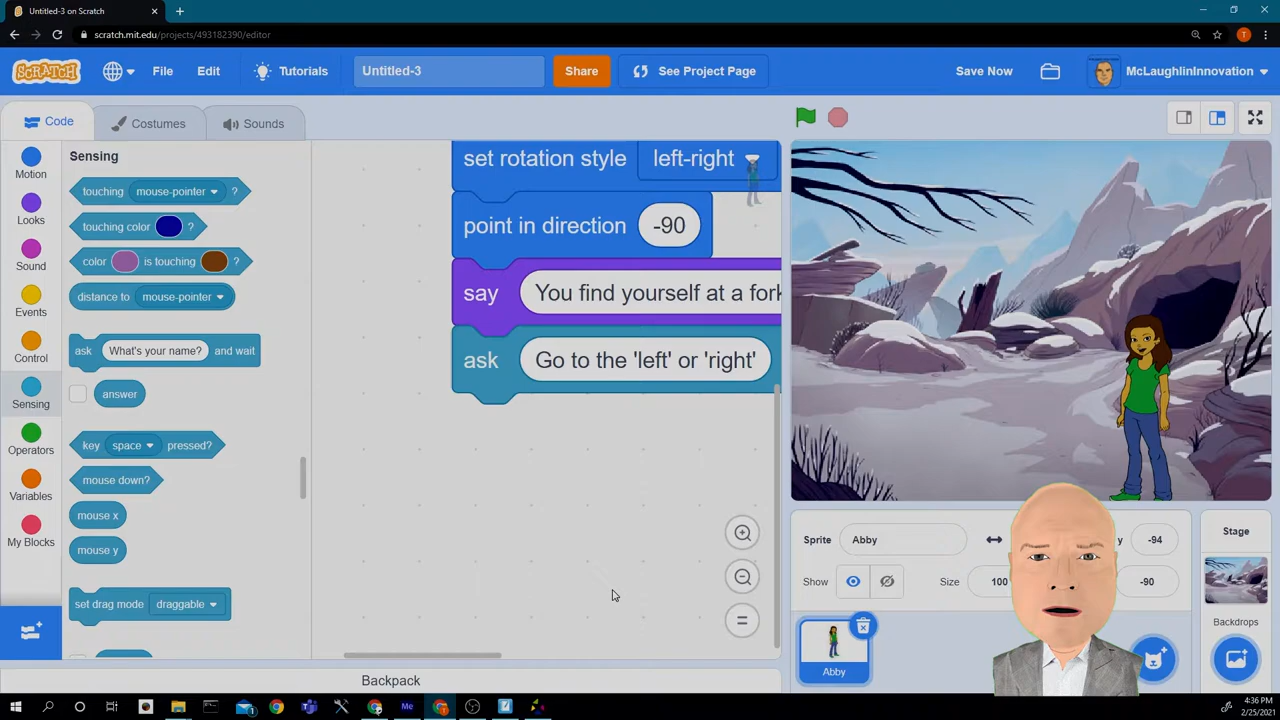 Untitled-3 on Scratch
scratch.mit.edu/projects/493182390/editor
T
SCRATCH
File
Edit
Tutorials
Untitled-3
Share
See Project Page
Save Now
McLaughlinInnovation
Code
Costumes
Sounds
Motion
Looks
Sound
Events
Control
Sensing
Operators
Variables
My Blocks
Sensing
touching mouse-pointer ?
touching color ?
color is touching ?
distance to mouse-pointer
ask What's your name? and wait
answer
key space pressed?
mouse down?
mouse x
mouse y
set drag mode draggable
set rotation style left-right
point in direction -90
say You find yourself at a fork
ask Go to the 'left' or 'right'
Backpack
Sprite Abby
y -94
Show
Size 100
-90
Abby
Stage
Backdrops
Me
4:36 PM
2/25/2021